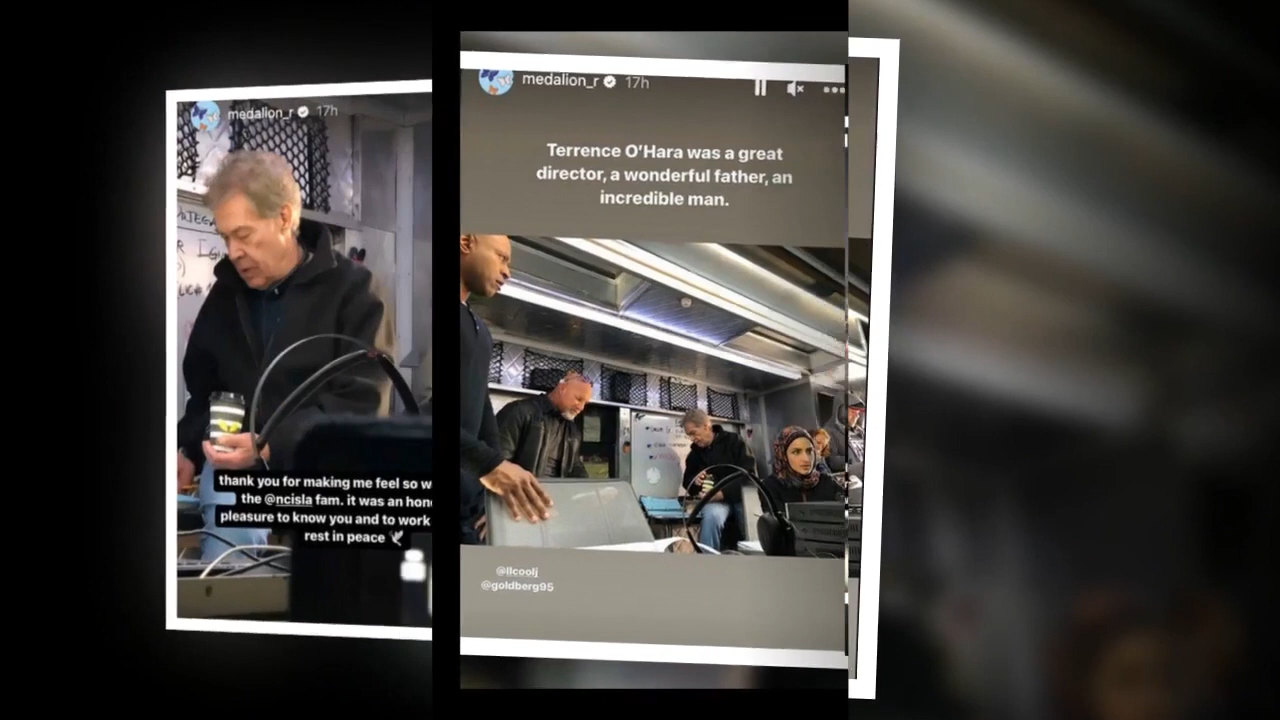 medalion_r 17h
thank you for making me feel so w
the @ncisla fam. it was an hono
pleasure to know you and to work
rest in peace
medalion_r 17h
Terrence O'Hara was a great
director, a wonderful father, an
incredible man.
@llcoolj
@goldberg95